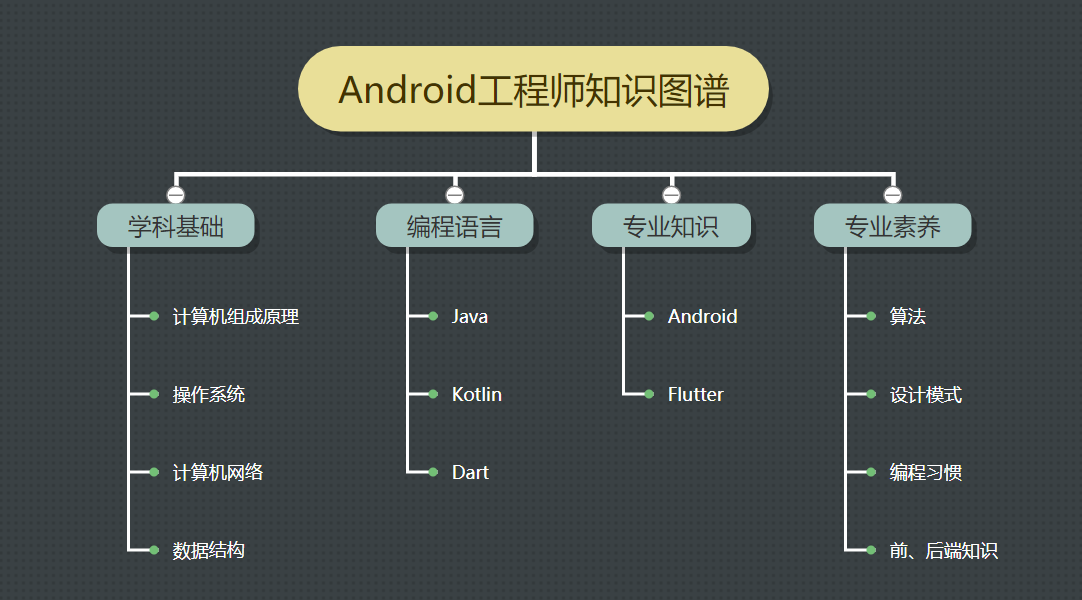 Android工程师知识图谱
学科基础
计算机组成原理
操作系统
计算机网络
数据结构
编程语言
Java
Kotlin
Dart
专业知识
Android
Flutter
专业素养
算法
设计模式
编程习惯
前、后端知识